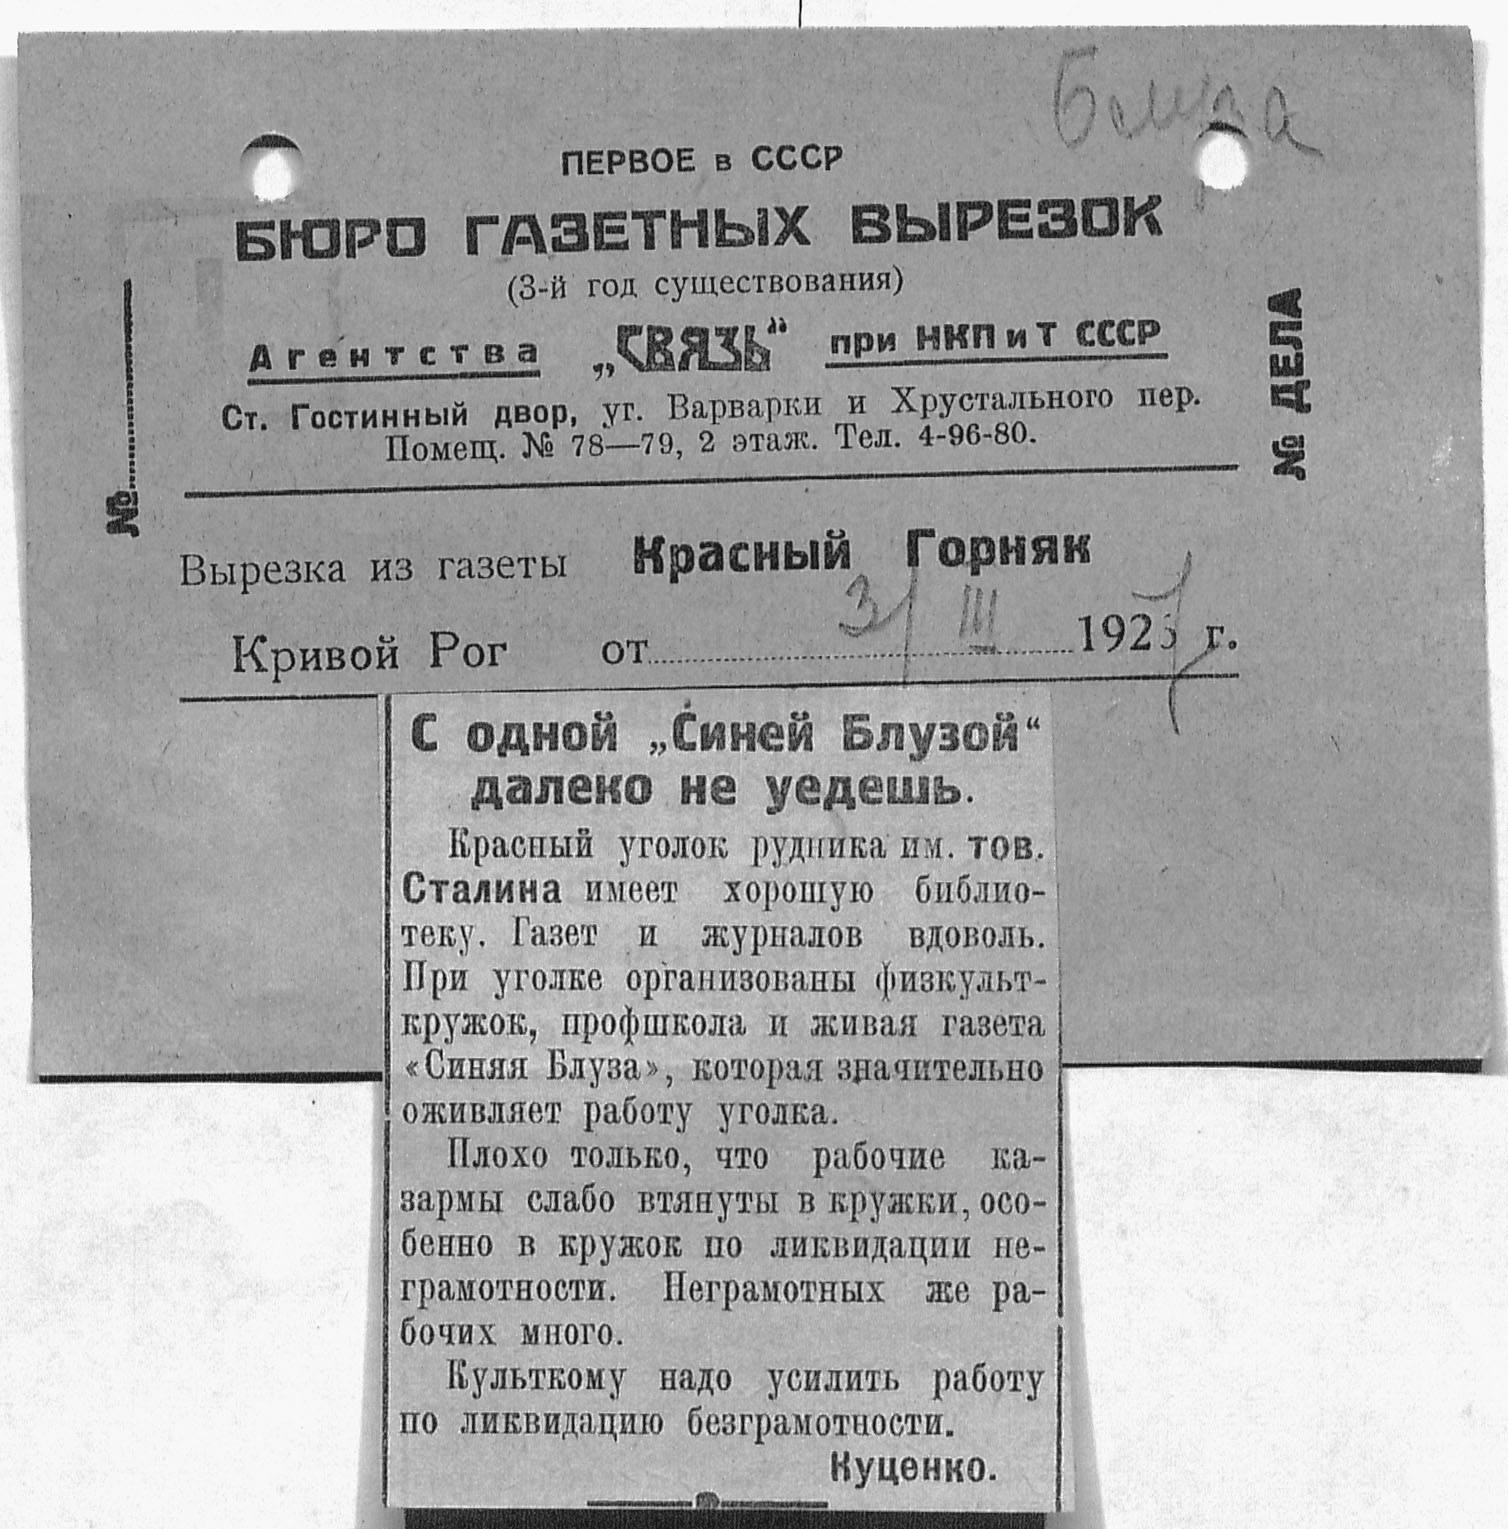 Блуза
ПЕРВОЕ в СССР
БЮРО ГАЗЕТНЫХ ВЫРЕЗОК
(3-й год существования)
Агентства „СВЯЗЬ“ при НКП и Т СССР
Ст. Гостинный двор, уг. Варварки и Хрустального пер.
Помещ. № 78—79, 2 этаж. Тел. 4-96-80.
№
№ ДЕЛА
Вырезка из газеты Красный Горняк
Кривой Рог от 3/III 1927 г.
С одной „Синей Блузой“
далеко не уедешь.
Красный уголок рудника им. тов.
Сталина имеет хорошую библио-
теку. Газет и журналов вдоволь.
При уголке организованы физкульт-
кружок, профшкола и живая газета
«Синяя Блуза», которая значительно
оживляет работу уголка.
Плохо только, что рабочие ка-
зармы слабо втянуты в кружки, осо-
бенно в кружок по ликвидации не-
грамотности. Неграмотных же ра-
бочих много.
Культкому надо усилить работу
по ликвидацию безграмотности.
Куценко.